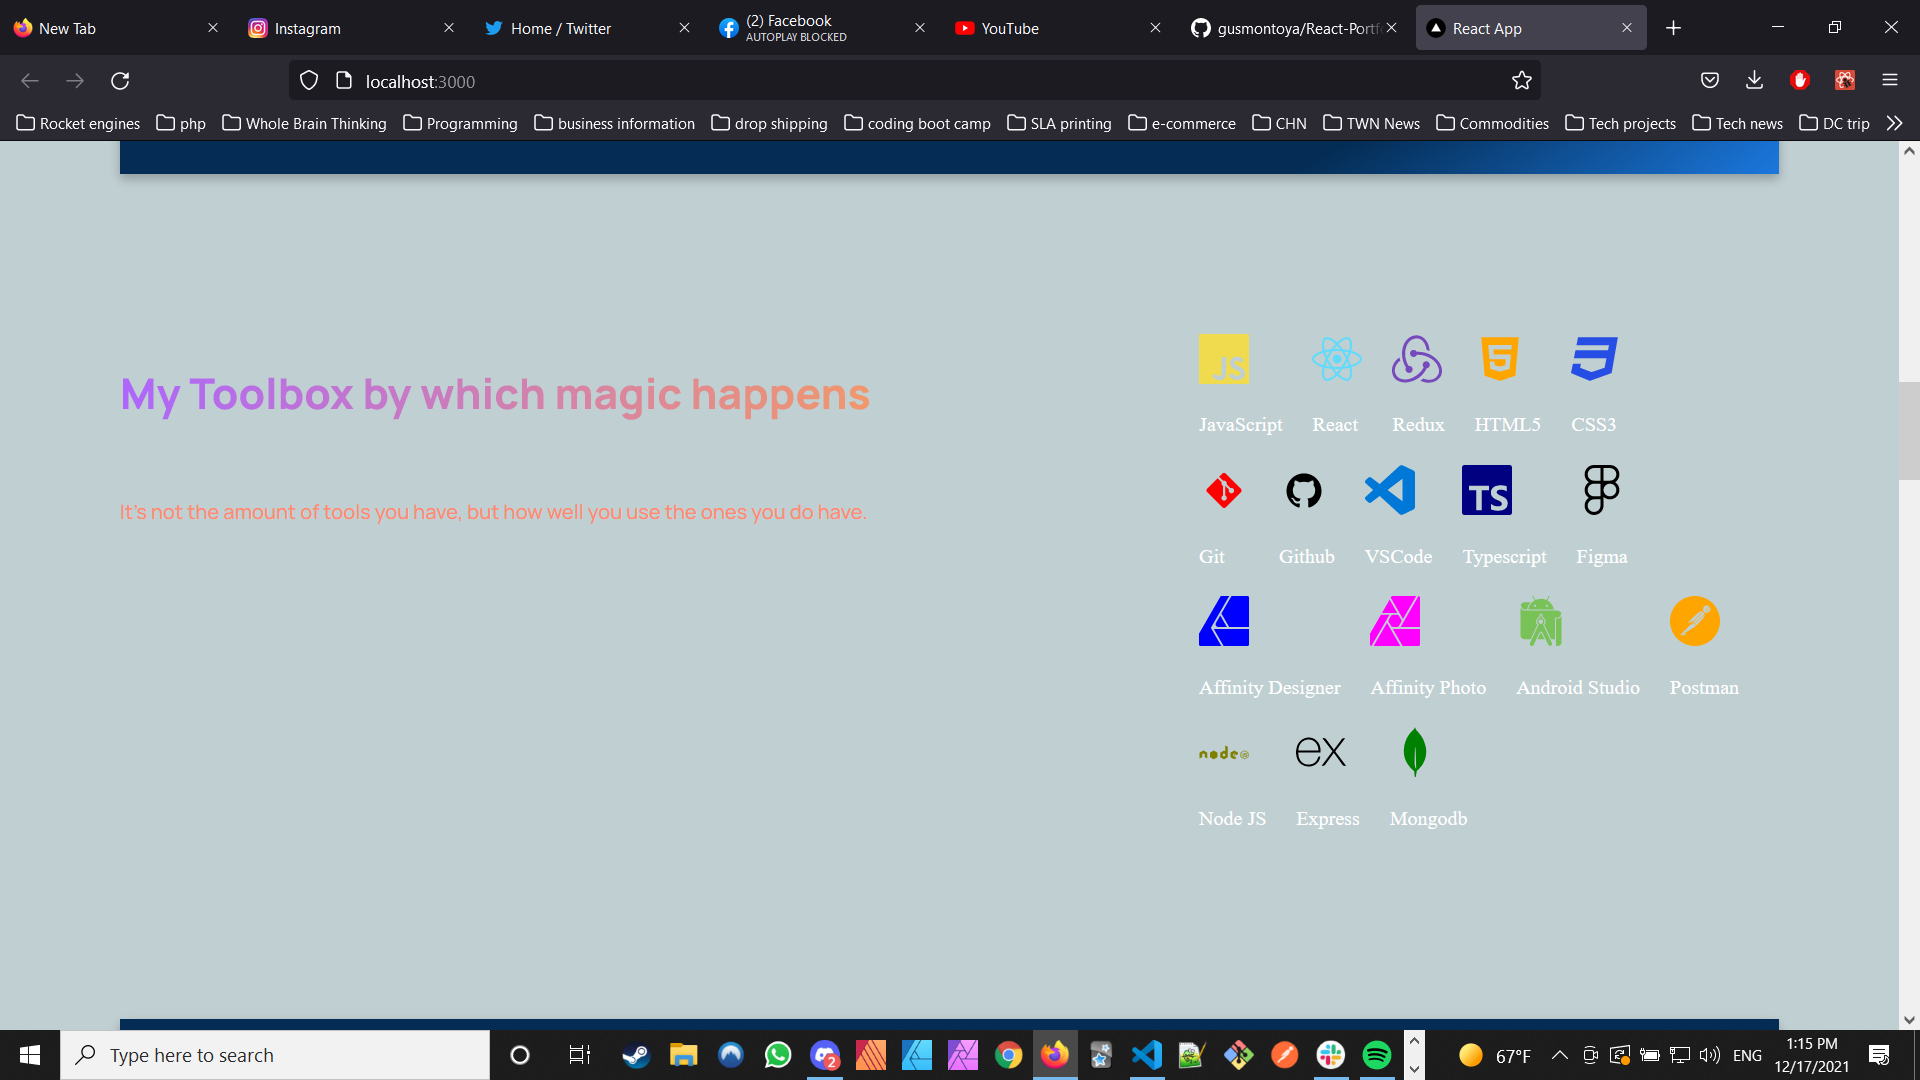 New Tab
Instagram
Home / Twitter
(2) Facebook
AUTOPLAY BLOCKED
YouTube
gusmontoya/React-Portf
React App
localhost:3000
Rocket engines
php
Whole Brain Thinking
Programming
business information
drop shipping
coding boot camp
SLA printing
e-commerce
CHN
TWN News
Commodities
Tech projects
Tech news
DC trip
My Toolbox by which magic happens
It's not the amount of tools you have, but how well you use the ones you do have.
JS
5
JavaScript React Redux HTML5 CSS3
TS
Git Github VSCode Typescript Figma
Affinity Designer Affinity Photo Android Studio Postman
node
ex
Node JS Express Mongodb
Type here to search
2
67°F
ENG
1:15 PM
12/17/2021